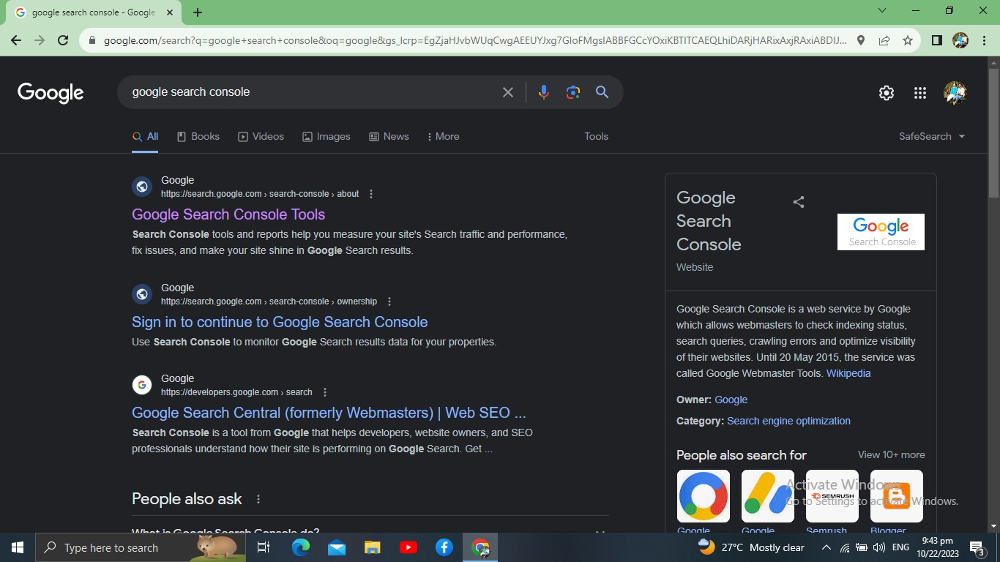 google search console - Google
google.com/search?q=google+search+console&oq=google&gs_lcrp=EgZjaHJvbWUqCwgAEEUYJxg7GIoFMgsIABBFGCcYOxiKBTITCAEQLhiDARjHARixAxjRAxiABDIJ...
Google
google search console
All Books Videos Images News More Tools SafeSearch
Google
https://search.google.com › search-console › about
Google Search Console Tools
Search Console tools and reports help you measure your site's Search traffic and performance,
fix issues, and make your site shine in Google Search results.
Google
https://search.google.com › search-console › ownership
Sign in to continue to Google Search Console
Use Search Console to monitor Google Search results data for your properties.
Google
https://developers.google.com › search
Google Search Central (formerly Webmasters) | Web SEO ...
Search Console is a tool from Google that helps developers, website owners, and SEO
professionals understand how their site is performing on Google Search. Get ...
People also ask
What is Google Search Console do?
Google
Search
Console
Website
Google
Search Console
Google Search Console is a web service by Google
which allows webmasters to check indexing status,
search queries, crawling errors and optimize visibility
of their websites. Until 20 May 2015, the service was
called Google Webmaster Tools. Wikipedia
Owner: Google
Category: Search engine optimization
People also search for View 10+ more
SEMRUSH
Google Google Semrush Blogger
Activate Windows
Go to Settings to activate Windows.
Type here to search
27°C Mostly clear
ENG
9:43 pm
10/22/2023
3